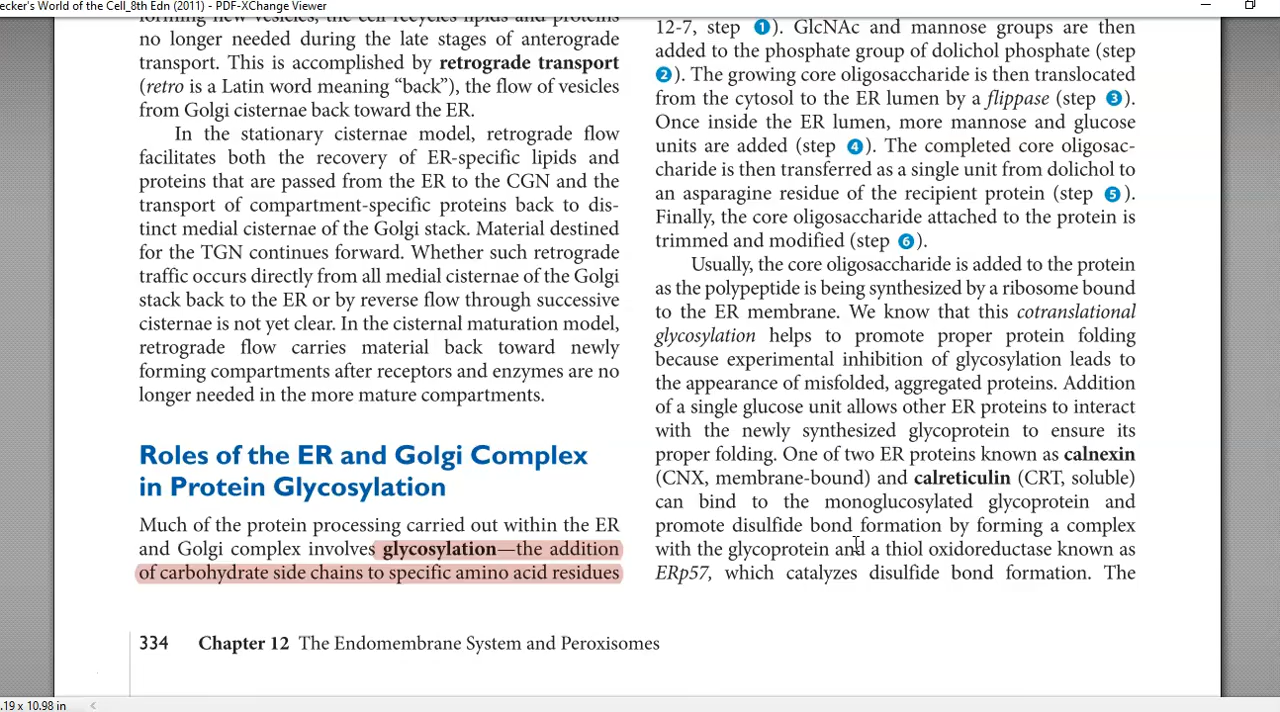 ecker's World of the Cell_8th Edn (2011) - PDF-XChange Viewer
forming new vesicles, the cell recycles lipids and proteins
no longer needed during the late stages of anterograde
transport. This is accomplished by retrograde transport
(retro is a Latin word meaning “back”), the flow of vesicles
from Golgi cisternae back toward the ER.
In the stationary cisternae model, retrograde flow
facilitates both the recovery of ER-specific lipids and
proteins that are passed from the ER to the CGN and the
transport of compartment-specific proteins back to dis-
tinct medial cisternae of the Golgi stack. Material destined
for the TGN continues forward. Whether such retrograde
traffic occurs directly from all medial cisternae of the Golgi
stack back to the ER or by reverse flow through successive
cisternae is not yet clear. In the cisternal maturation model,
retrograde flow carries material back toward newly
forming compartments after receptors and enzymes are no
longer needed in the more mature compartments.
Roles of the ER and Golgi Complex
in Protein Glycosylation
Much of the protein processing carried out within the ER
and Golgi complex involves glycosylation—the addition
of carbohydrate side chains to specific amino acid residues
12-7, step 1). GlcNAc and mannose groups are then
added to the phosphate group of dolichol phosphate (step
2). The growing core oligosaccharide is then translocated
from the cytosol to the ER lumen by a flippase (step 3).
Once inside the ER lumen, more mannose and glucose
units are added (step 4). The completed core oligosac-
charide is then transferred as a single unit from dolichol to
an asparagine residue of the recipient protein (step 5).
Finally, the core oligosaccharide attached to the protein is
trimmed and modified (step 6).
Usually, the core oligosaccharide is added to the protein
as the polypeptide is being synthesized by a ribosome bound
to the ER membrane. We know that this cotranslational
glycosylation helps to promote proper protein folding
because experimental inhibition of glycosylation leads to
the appearance of misfolded, aggregated proteins. Addition
of a single glucose unit allows other ER proteins to interact
with the newly synthesized glycoprotein to ensure its
proper folding. One of two ER proteins known as calnexin
(CNX, membrane-bound) and calreticulin (CRT, soluble)
can bind to the monoglucosylated glycoprotein and
promote disulfide bond formation by forming a complex
with the glycoprotein and a thiol oxidoreductase known as
ERp57, which catalyzes disulfide bond formation. The
334 Chapter 12 The Endomembrane System and Peroxisomes
.19 x 10.98 in